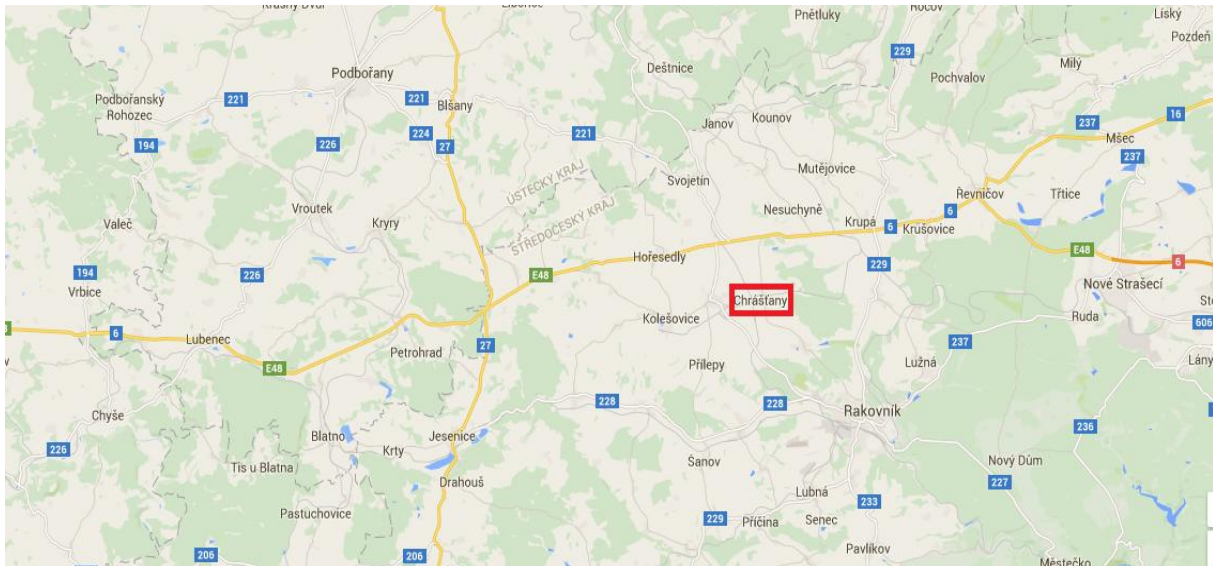 Krásný Dvůr
Liběšice
Pnětluky
Ročov
Líský
Pozdeň
229
Deštnice
Milý
Pochvalov
Podbořany
Podbořanský
Rohozec
221
221
Blšany
224
27
226
221
194
Janov
Kounov
237
16
Mšec
237
Mutějovice
Svojetín
ÚSTECKÝ KRAJ
STŘEDOČESKÝ KRAJ
Řevničov
Třtice
Vroutek
Kryry
Valeč
Nesuchyně
Krupá
6
6
Krušovice
Hořesedly
E48
6
194
Vrbice
226
E48
229
Nové Strašecí
Chrášťany
Kolešovice
Ruda
606
6
Lubenec
Petrohrad
27
E48
237
Lužná
Lány
Přílepy
228
228
Rakovník
Chyše
226
Blatno
Krty
Jesenice
236
Tis u Blatna
Drahouš
Šanov
Nový Dům
227
Lubná
233
Pastuchovice
229
Příčina
Senec
206
206
Pavlíkov
Městečko